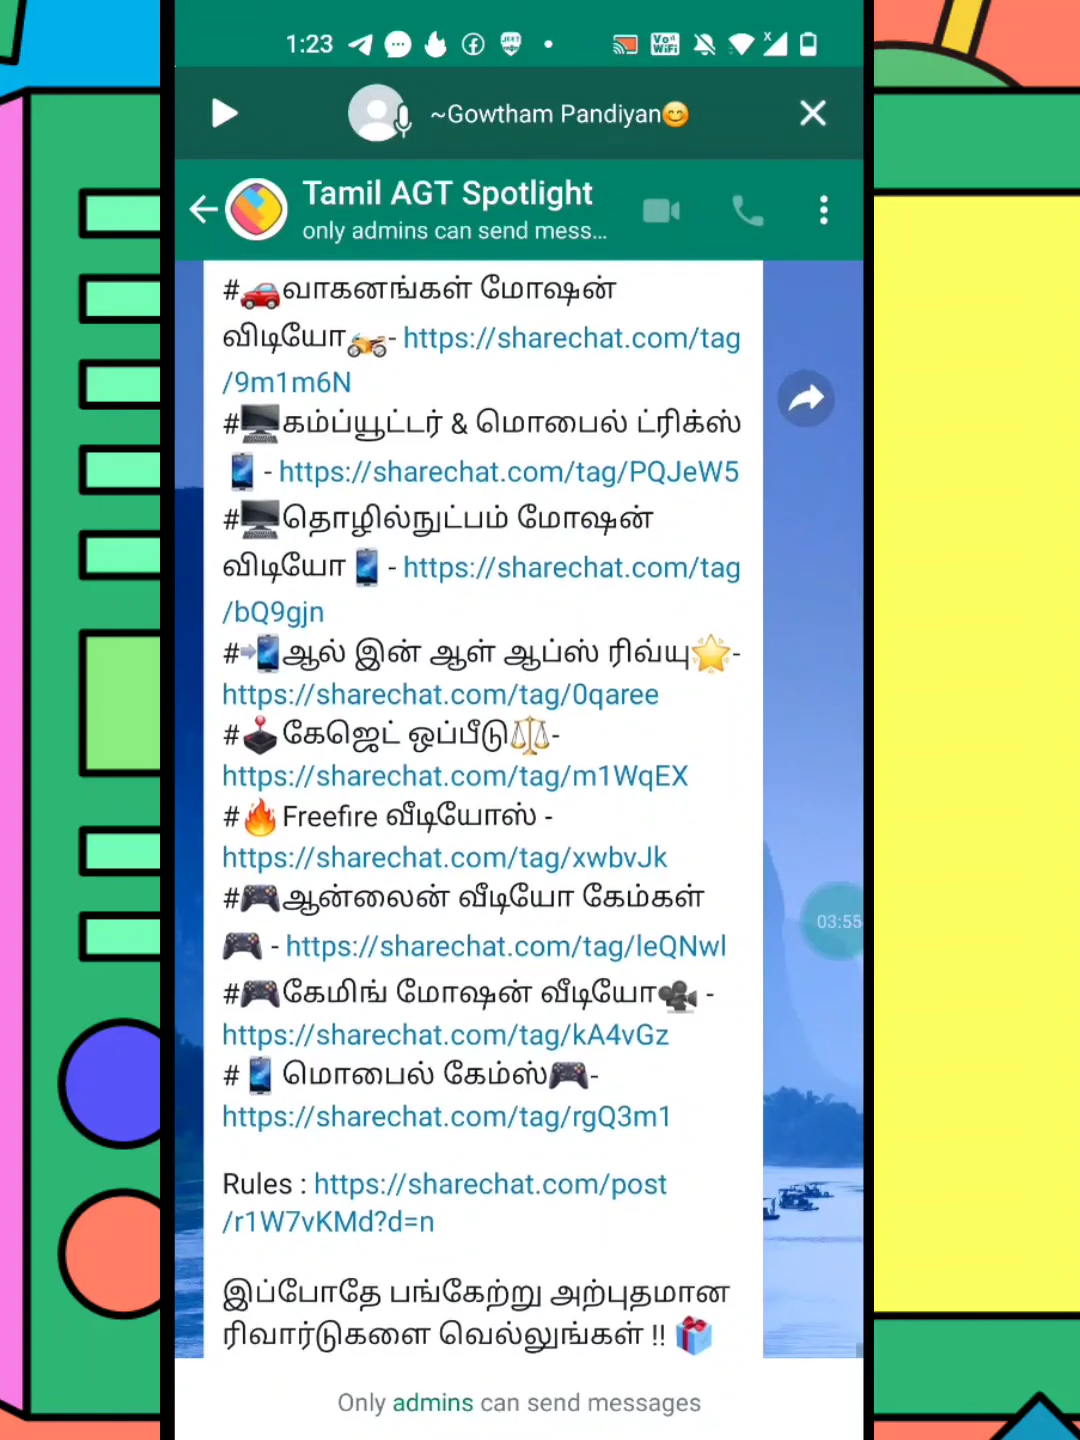 1:23
Vo WiFi
~Gowtham Pandiyan😊
Tamil AGT Spotlight
only admins can send mess...
#🚗வாகனங்கள் மோஷன்
விடியோ🏍️- https://sharechat.com/tag
/9m1m6N
#🖥️கம்ப்யூட்டர் & மொபைல் ட்ரிக்ஸ்
📱 - https://sharechat.com/tag/PQJeW5
#🖥️தொழில்நுட்பம் மோஷன்
விடியோ📱 - https://sharechat.com/tag
/bQ9gjn
#📲ஆல் இன் ஆள் ஆப்ஸ் ரிவ்யு🌟-
https://sharechat.com/tag/0qaree
#🕹️கேஜெட் ஒப்பீடு⚖️-
https://sharechat.com/tag/m1WqEX
#🔥 Freefire வீடியோஸ் -
https://sharechat.com/tag/xwbvJk
#🎮ஆன்லைன் வீடியோ கேம்கள்
🎮 - https://sharechat.com/tag/leQNwl
03:55
#🎮கேமிங் மோஷன் வீடியோ🎥 -
https://sharechat.com/tag/kA4vGz
#📱 மொபைல் கேம்ஸ்🎮-
https://sharechat.com/tag/rgQ3m1
Rules : https://sharechat.com/post
/r1W7vKMd?d=n
இப்போதே பங்கேற்று அற்புதமான
ரிவார்டுகளை வெல்லுங்கள் !! 🎁
Only admins can send messages